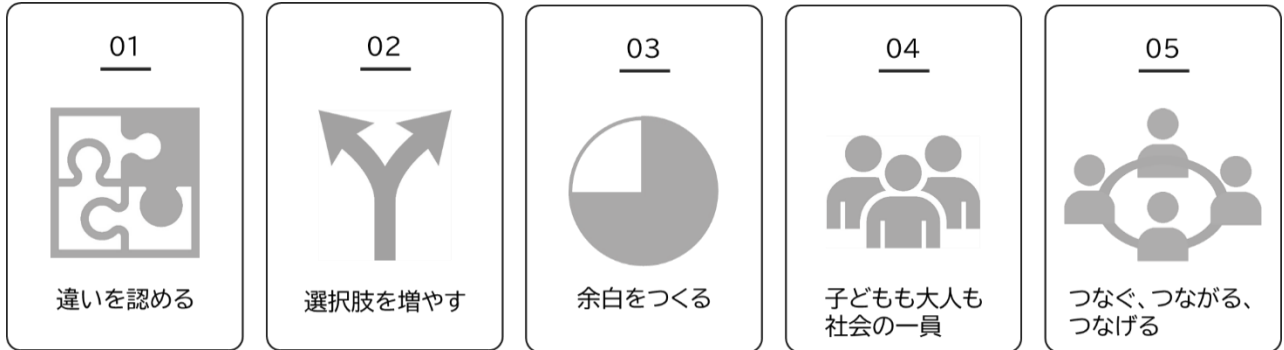 01
違いを認める
02
選択肢を増やす
03
余白をつくる
04
子どもも大人も
社会の一員
05
つなぐ、つながる、
つなげる